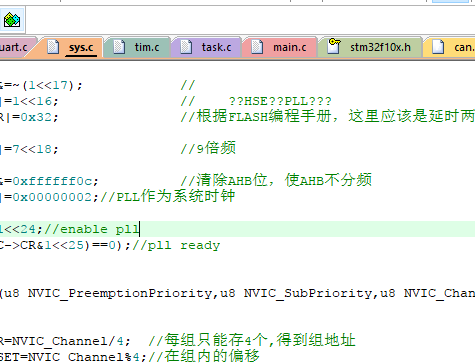 uart.c sys.c tim.c task.c main.c stm32f10x.h can.
&=~(1<<17); //
|=1<<16; // ??HSE??PLL???
R|=0x32; //根据FLASH编程手册，这里应该是延时两
|=7<<18; //9倍频
&=0xffffff0c; //清除AHB位，使AHB不分频
|=0x00000002;//PLL作为系统时钟
1<<24;//enable pll
C->CR&1<<25)==0);//pll ready
(u8 NVIC_PreemptionPriority,u8 NVIC_SubPriority,u8 NVIC_Chan
R=NVIC_Channel/4; //每组只能存4个,得到组地址
SET=NVIC_Channel%4;//在组内的偏移